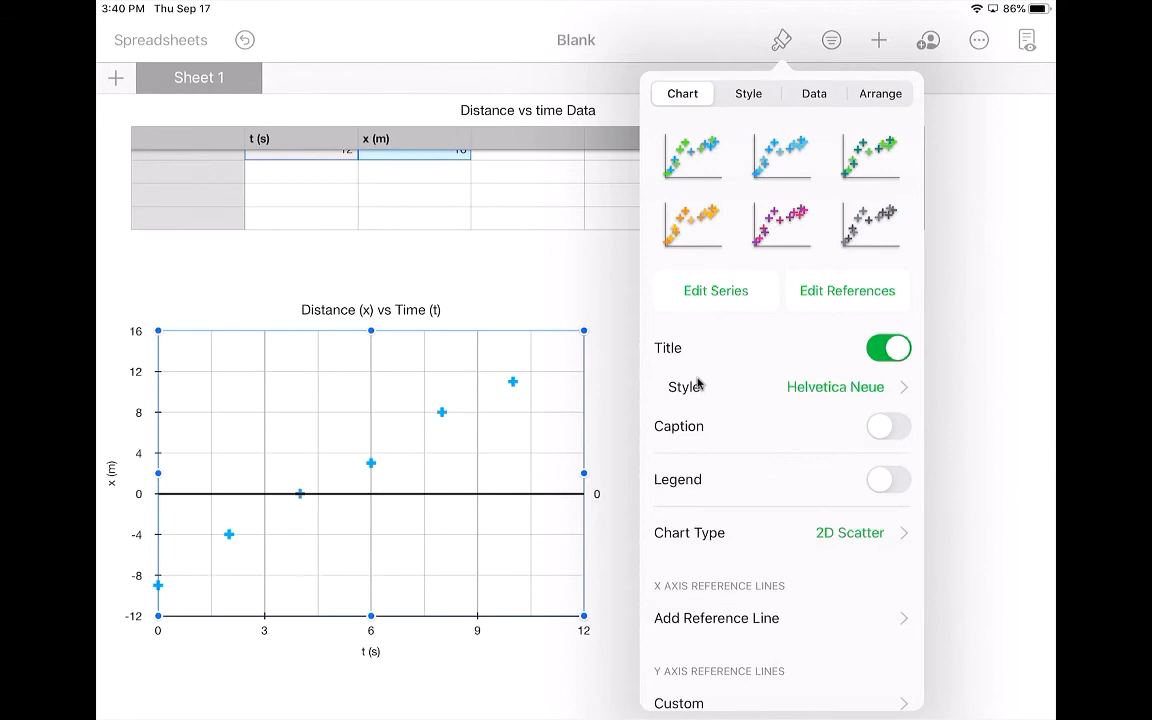 3:40 PM Thu Sep 17
86%
Spreadsheets
Blank
Sheet 1
Chart
Style
Data
Arrange
Distance vs time Data
t (s)
x (m)
Edit Series
Edit References
Title
Style
Helvetica Neue
Caption
Legend
Chart Type
2D Scatter
X AXIS REFERENCE LINES
Add Reference Line
Y AXIS REFERENCE LINES
Custom
Distance (x) vs Time (t)
16
12
8
4
0
0
-4
-8
-12
x (m)
0
3
6
9
12
t (s)